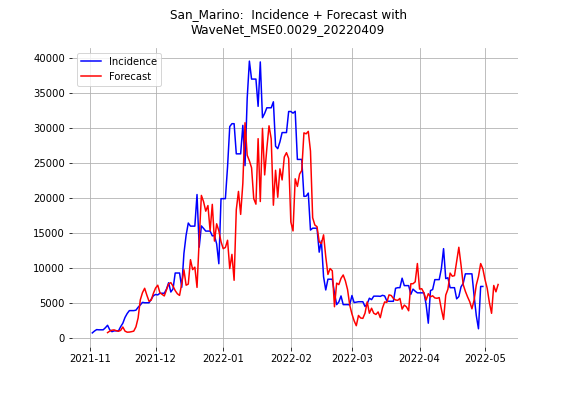 San_Marino:  Incidence + Forecast with
WaveNet_MSE0.0029_20220409
Incidence
Forecast
40000
35000
30000
25000
20000
15000
10000
5000
0
2021-11 2021-12 2022-01 2022-02 2022-03 2022-04 2022-05